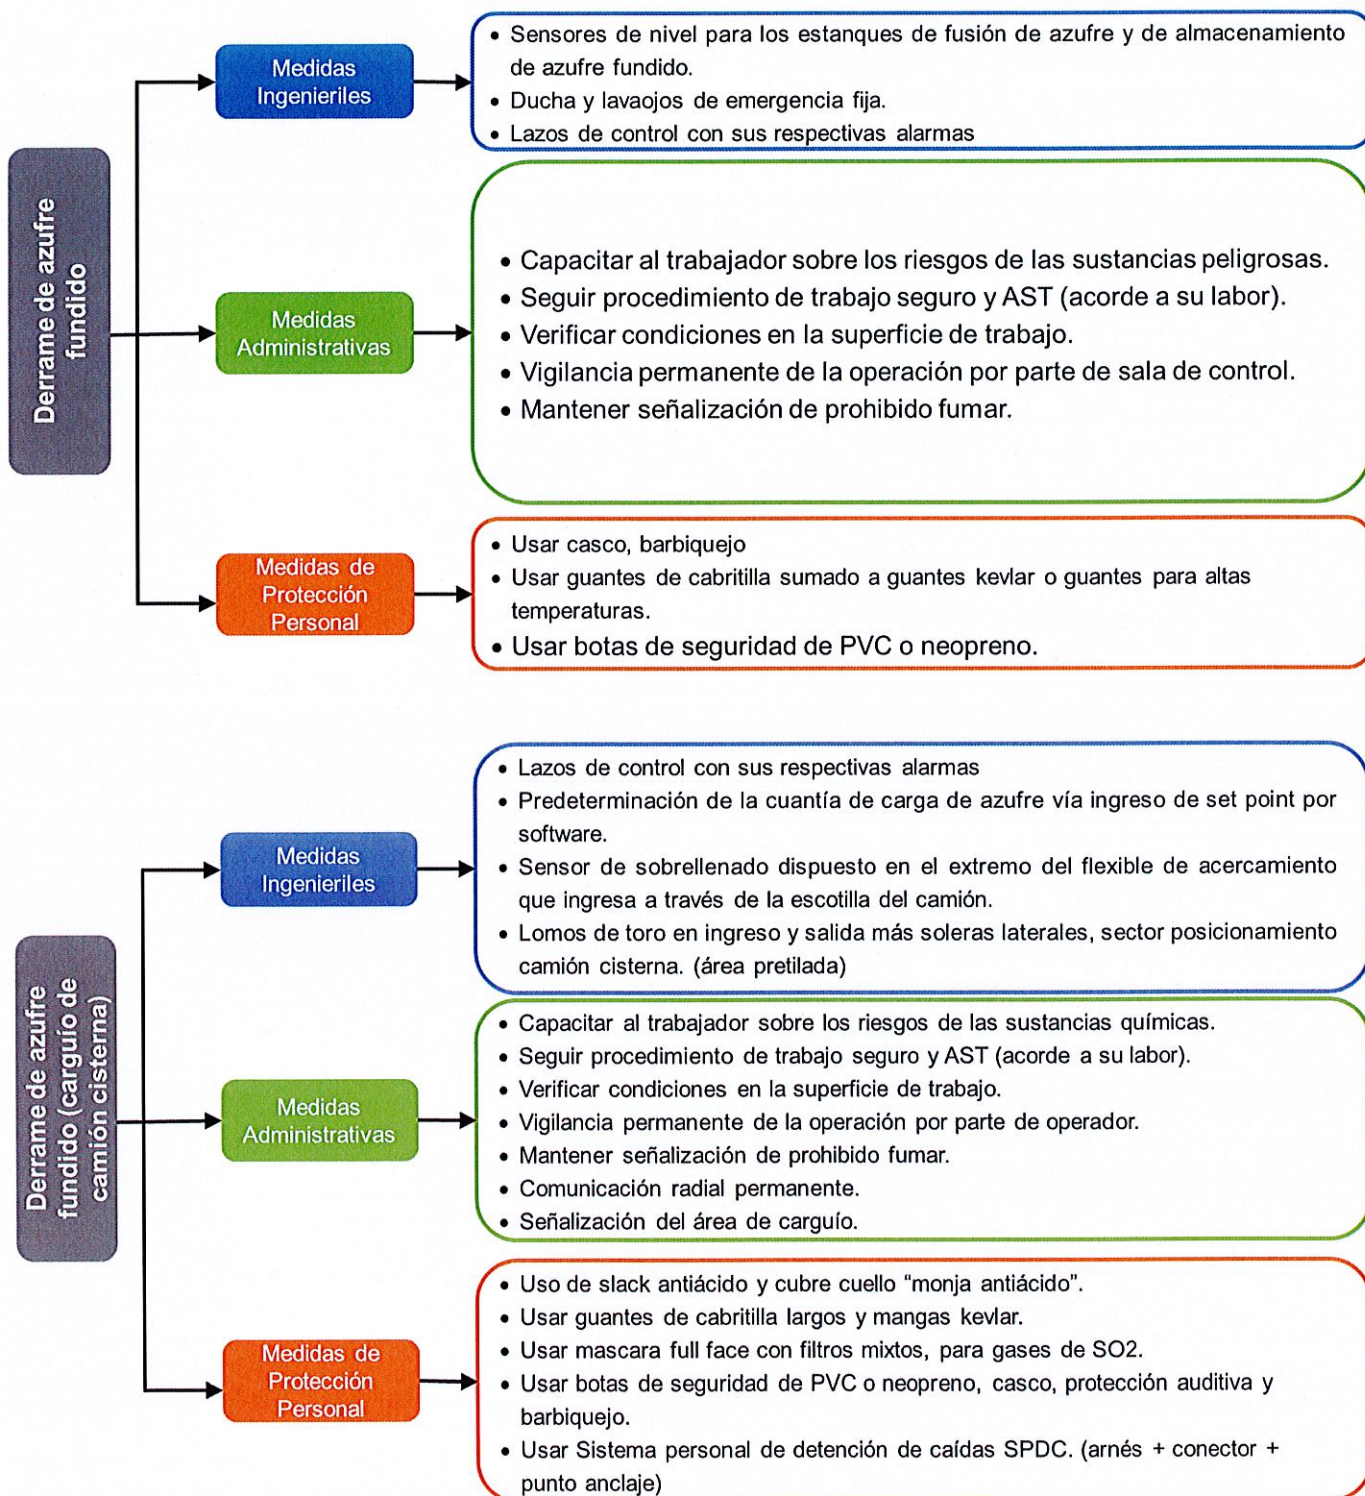 Derrame de azufre
fundido
Medidas
Ingenieriles
• Sensores de nivel para los estanques de fusión de azufre y de almacenamiento
de azufre fundido.
• Ducha y lavaojos de emergencia fija.
• Lazos de control con sus respectivas alarmas
Medidas
Administrativas
• Capacitar al trabajador sobre los riesgos de las sustancias peligrosas.
• Seguir procedimiento de trabajo seguro y AST (acorde a su labor).
• Verificar condiciones en la superficie de trabajo.
• Vigilancia permanente de la operación por parte de sala de control.
• Mantener señalización de prohibido fumar.
Medidas de
Protección
Personal
• Usar casco, barbiquejo
• Usar guantes de cabritilla sumado a guantes kevlar o guantes para altas
temperaturas.
• Usar botas de seguridad de PVC o neopreno.
Derrame de azufre
fundido (carguío de
camión cisterna)
Medidas
Ingenieriles
• Lazos de control con sus respectivas alarmas
• Predeterminación de la cuantía de carga de azufre vía ingreso de set point por
software.
• Sensor de sobrellenado dispuesto en el extremo del flexible de acercamiento
que ingresa a través de la escotilla del camión.
• Lomos de toro en ingreso y salida más soleras laterales, sector posicionamiento
camión cisterna. (área pretilada)
Medidas
Administrativas
• Capacitar al trabajador sobre los riesgos de las sustancias químicas.
• Seguir procedimiento de trabajo seguro y AST (acorde a su labor).
• Verificar condiciones en la superficie de trabajo.
• Vigilancia permanente de la operación por parte de operador.
• Mantener señalización de prohibido fumar.
• Comunicación radial permanente.
• Señalización del área de carguío.
Medidas de
Protección
Personal
• Uso de slack antiácido y cubre cuello "monja antiácido".
• Usar guantes de cabritilla largos y mangas kevlar.
• Usar mascara full face con filtros mixtos, para gases de SO2.
• Usar botas de seguridad de PVC o neopreno, casco, protección auditiva y
barbiquejo.
• Usar Sistema personal de detención de caídas SPDC. (arnés + conector +
punto anclaje)